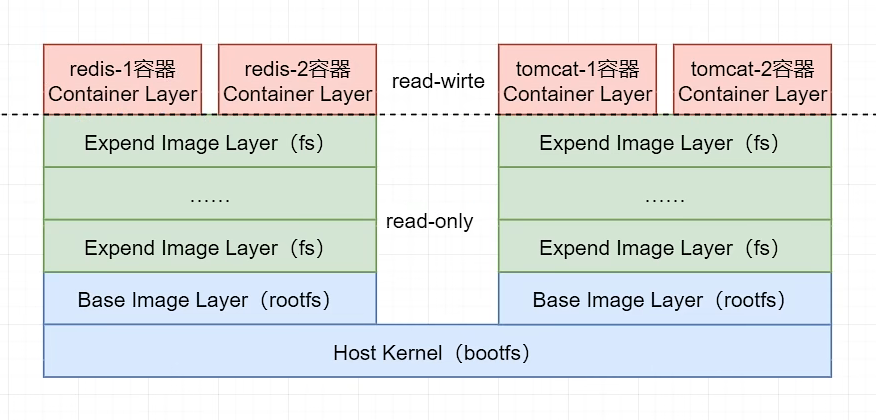 redis-1容器
Container Layer
redis-2容器
Container Layer
read-wirte
tomcat-1容器
Container Layer
tomcat-2容器
Container Layer
Expend Image Layer（fs）
Expend Image Layer（fs）
……
……
read-only
Expend Image Layer（fs）
Expend Image Layer（fs）
Base Image Layer（rootfs）
Base Image Layer（rootfs）
Host Kernel（bootfs）